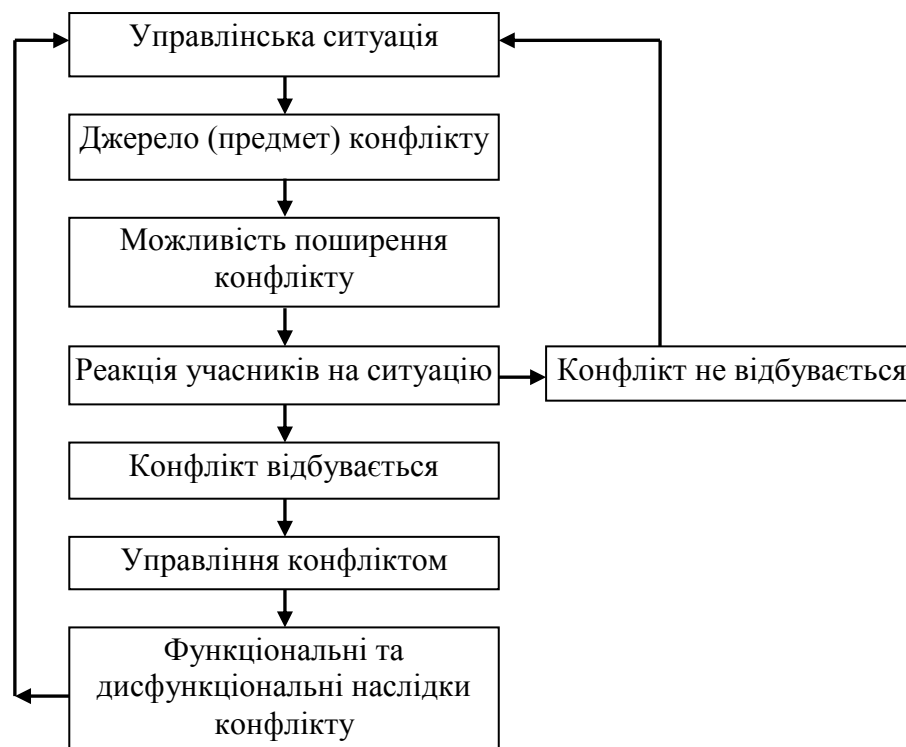 Управлінська ситуація
Джерело (предмет) конфлікту
Можливість поширення
конфлікту
Реакція учасників на ситуацію
Конфлікт не відбувається
Конфлікт відбувається
Управління конфліктом
Функціональні та
дисфункціональні наслідки
конфлікту